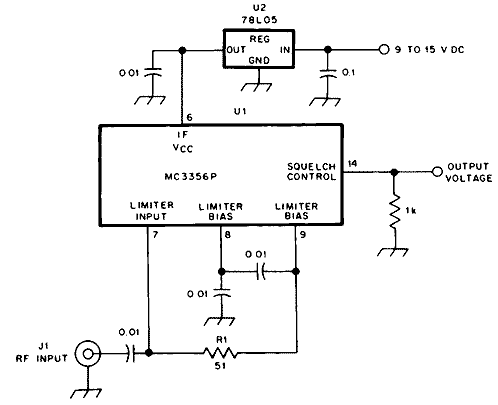 U2
78L05
REG
OUT
IN
GND
9 TO 15 V DC
0.01
0.1
6
U1
IF
VCC
MC3356P
SQUELCH
CONTROL
14
OUTPUT
VOLTAGE
1k
LIMITER
INPUT
LIMITER
BIAS
LIMITER
BIAS
7
8
9
0.01
0.01
J1
RF INPUT
0.01
R1
51